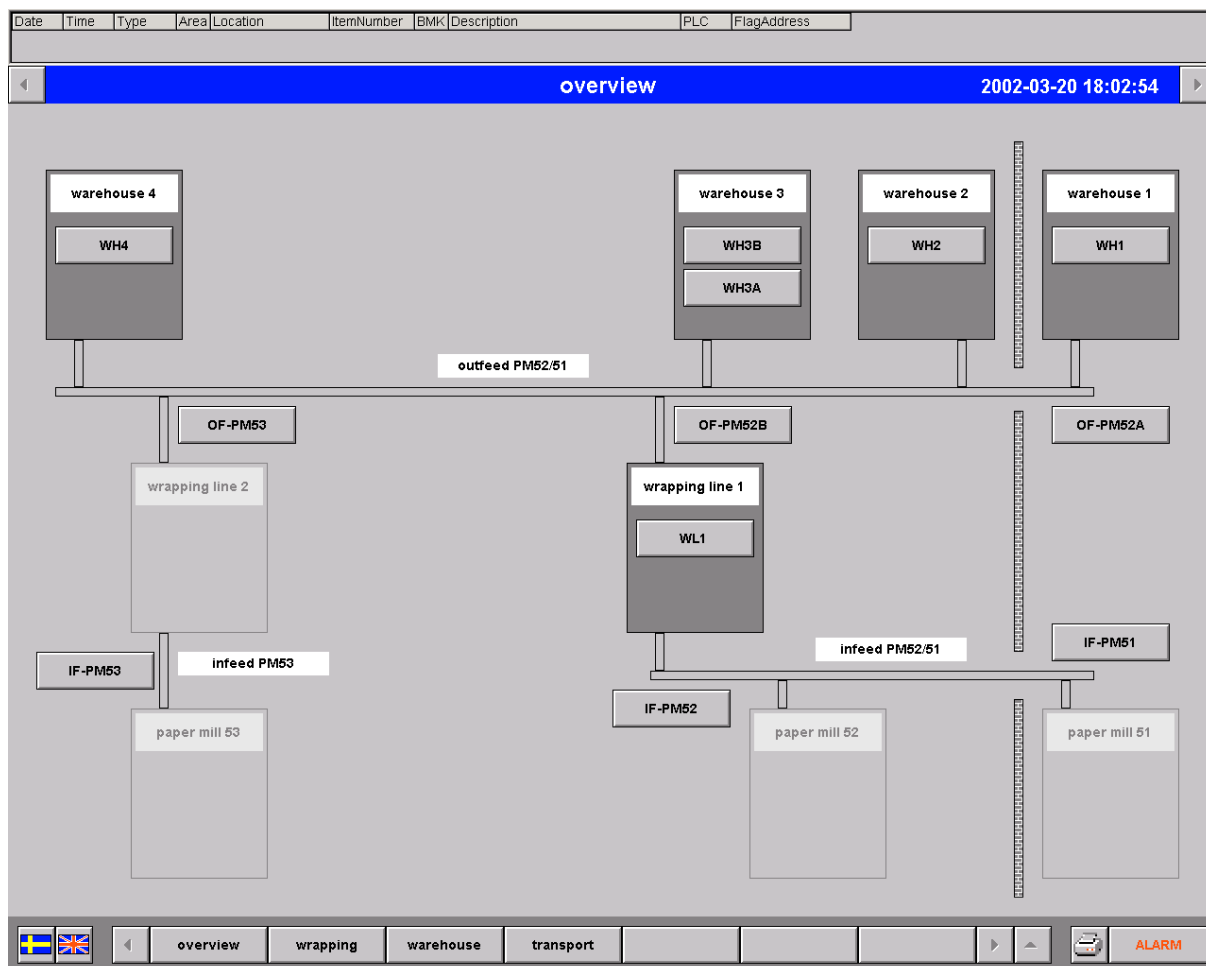 Date Time Type Area Location ItemNumber BMK Description PLC FlagAddress
overview 2002-03-20 18:02:54
warehouse 4 warehouse 3 warehouse 2 warehouse 1
WH4 WH3B WH2 WH1
WH3A
outfeed PM52/51
OF-PM53 OF-PM52B OF-PM52A
wrapping line 2 wrapping line 1
WL1
IF-PM53 infeed PM53 infeed PM52/51 IF-PM51
IF-PM52
paper mill 53 paper mill 52 paper mill 51
overview wrapping warehouse transport ALARM